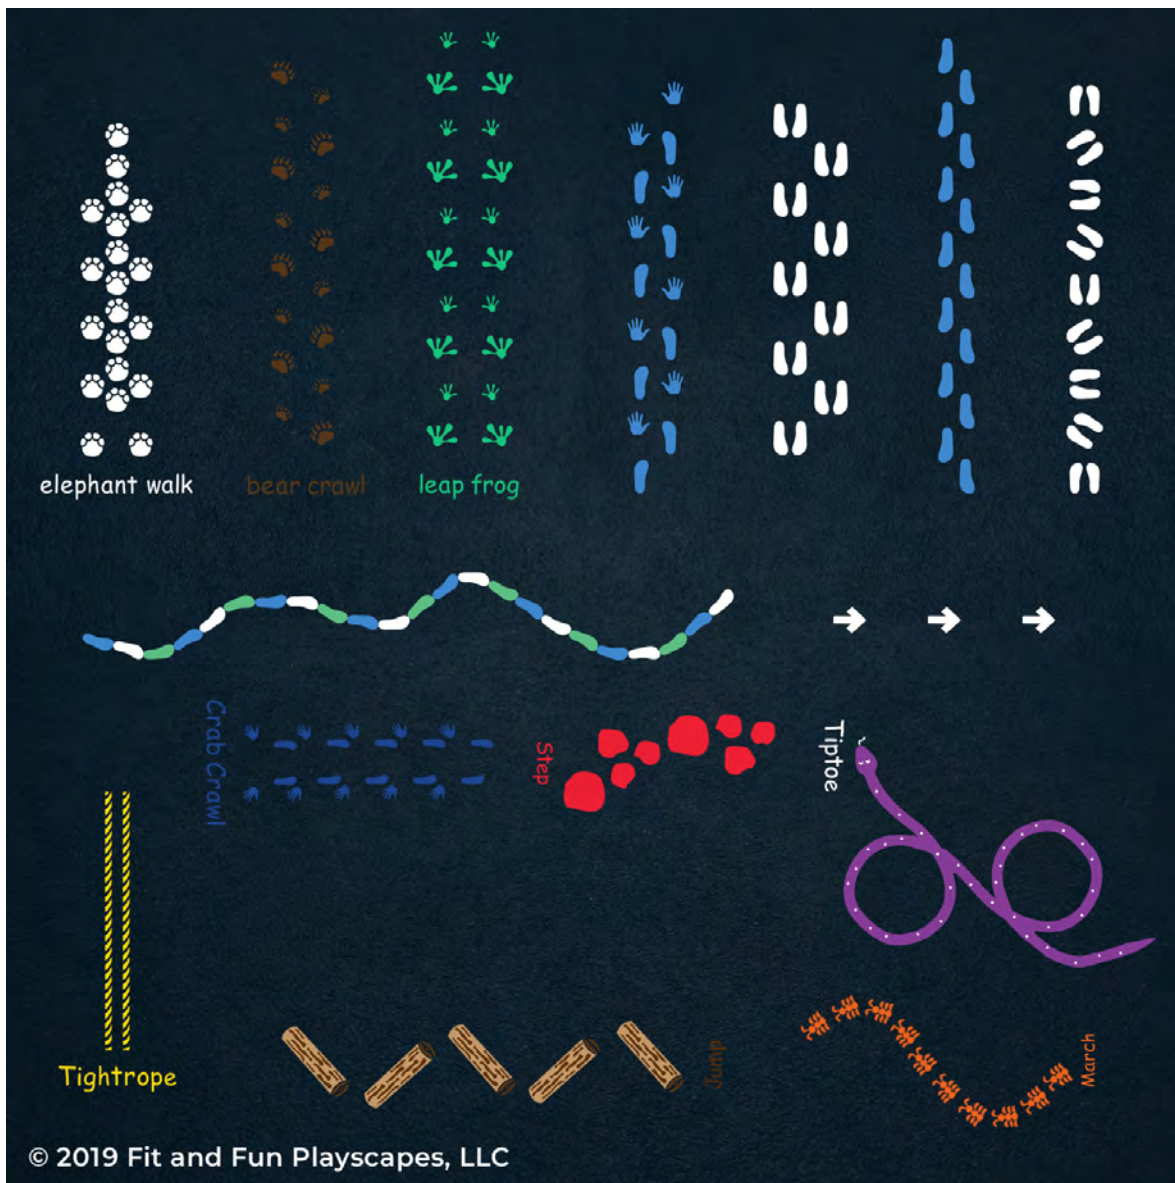 elephant walk
bear crawl
leap frog
Crab Crawl
Step
Tiptoe
Tightrope
Jump
March
© 2019 Fit and Fun Playscapes, LLC